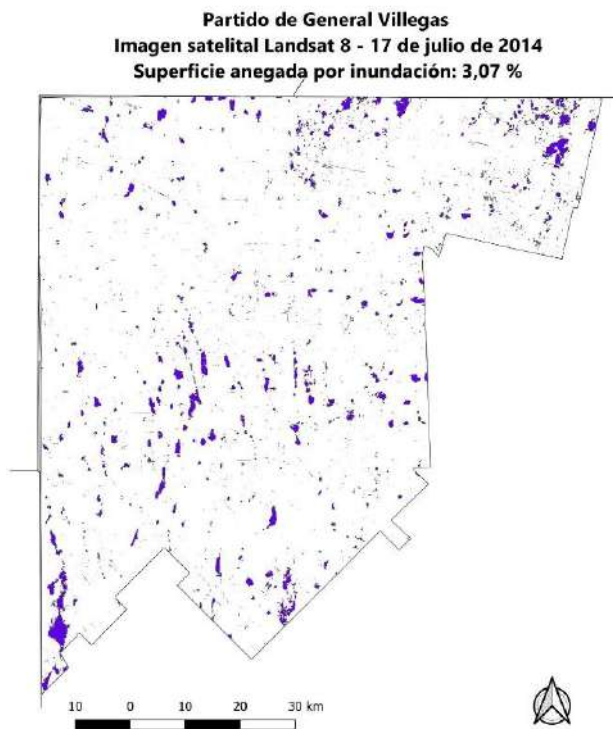 Partido de General Villegas
Imagen satelital Landsat 8 - 17 de julio de 2014
Superficie anegada por inundación: 3,07 %
10 0 10 20 30 km